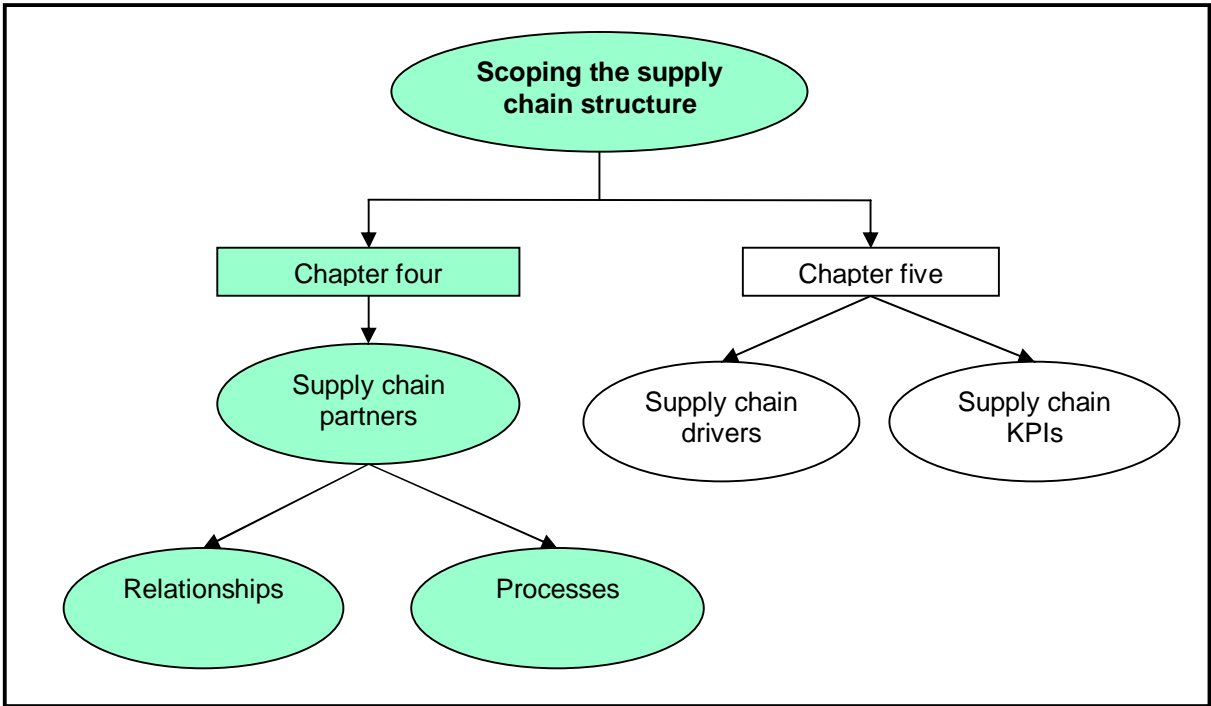 Scoping the supply
chain structure
Chapter four
Chapter five
Supply chain
partners
Supply chain
drivers
Supply chain
KPIs
Relationships
Processes